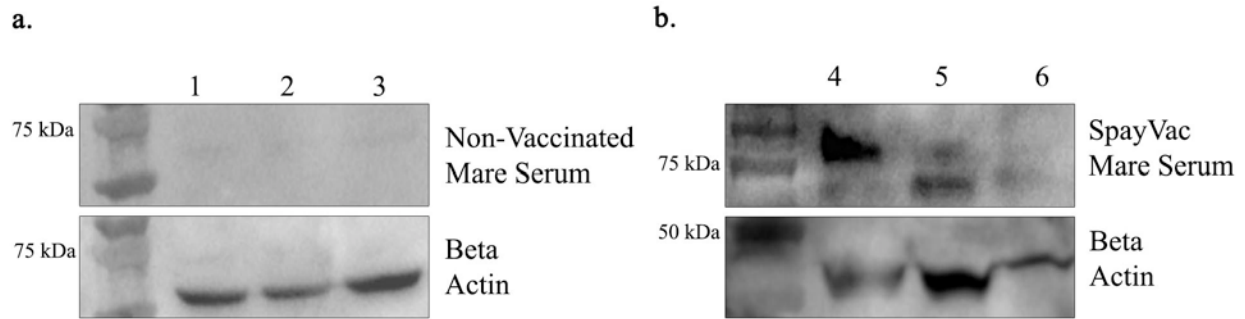 a.
1 2 3
75 kDa
Non-Vaccinated
Mare Serum
75 kDa
Beta
Actin
b.
4 5 6
75 kDa
SpayVac
Mare Serum
50 kDa
Beta
Actin